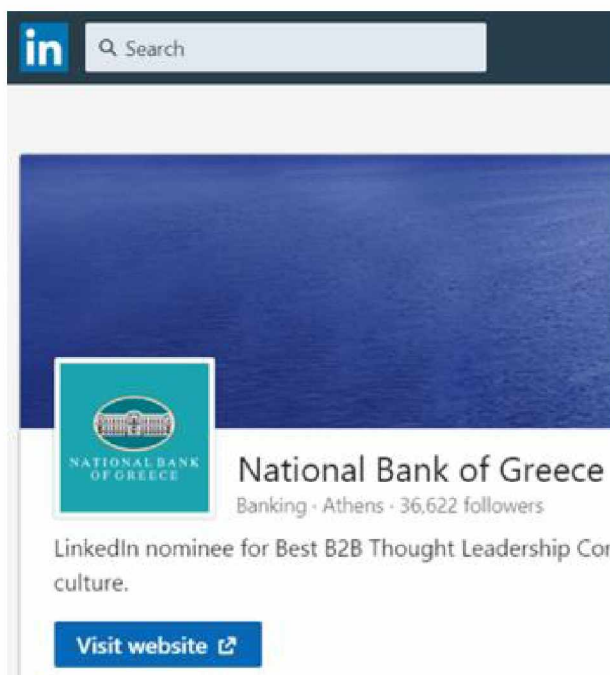 in
Search
NATIONAL BANK
OF GREECE
National Bank of Greece
Banking · Athens · 36,622 followers
LinkedIn nominee for Best B2B Thought Leadership
culture.
Visit website